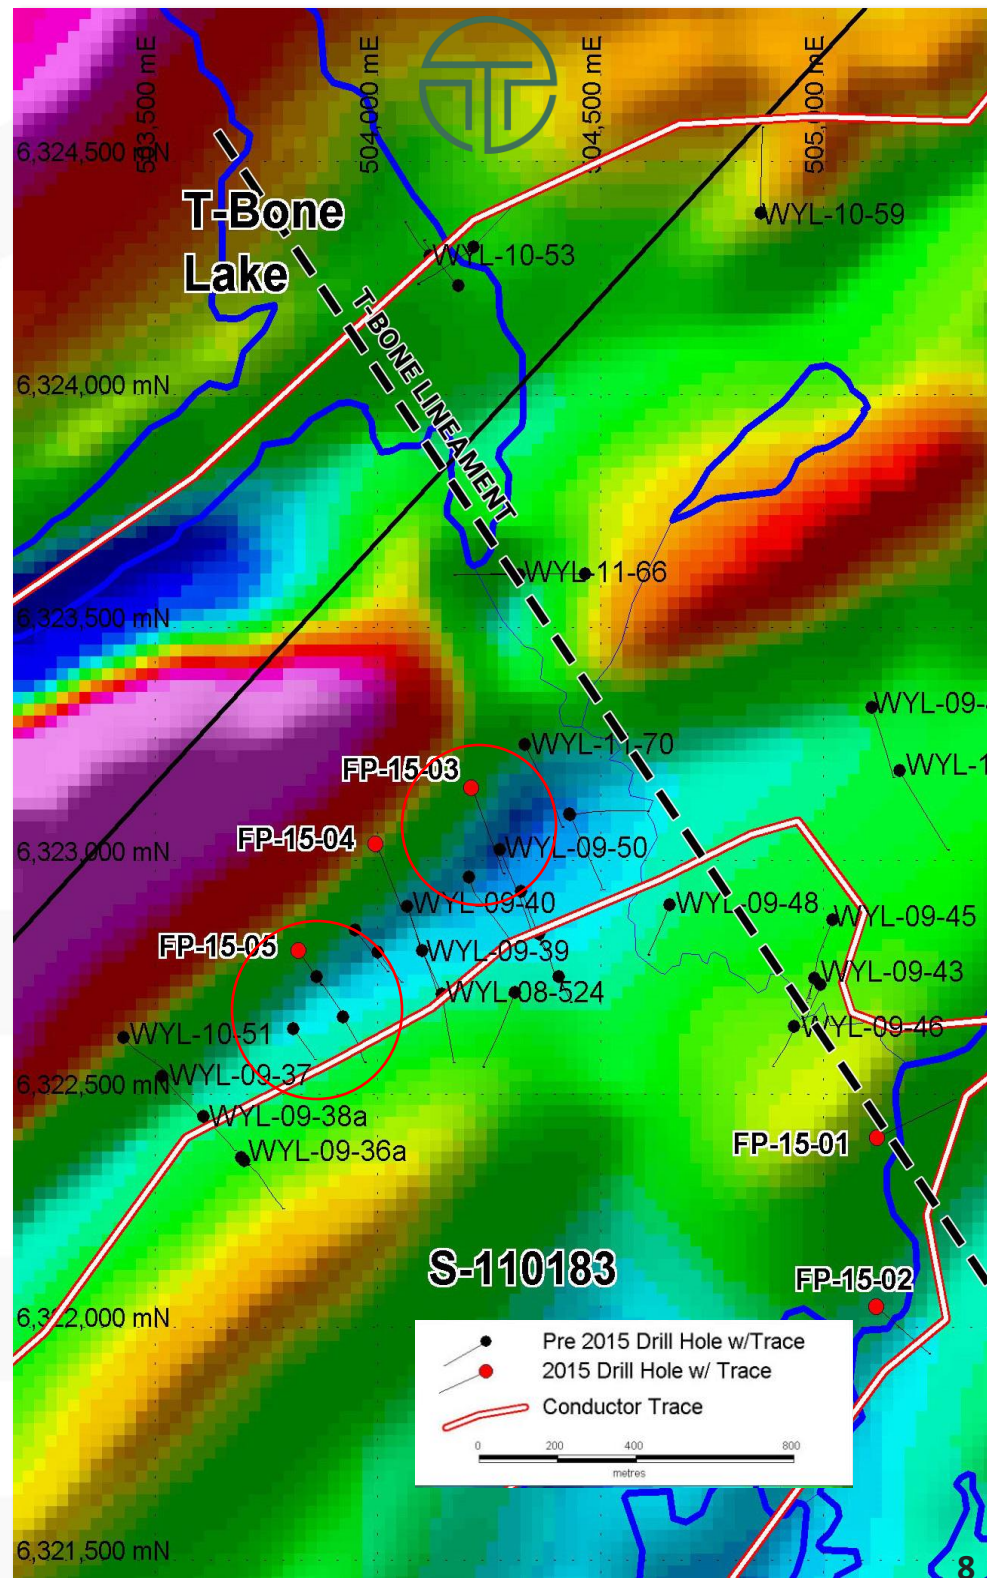 503,500 mE
504,000 mE
504,500 mE
505,000 mE
6,324,500 mN
T-Bone
Lake
WYL-10-59
WYL-10-53
T-BONE LINEAMENT
6,324,000 mN
WYL-11-66
6,323,500 mN
WYL-09-
WYL-11-70
WYL-1
FP-15-03
FP-15-04
6,323,000 mN
WYL-09-50
WYL-09-40
WYL-09-48
WYL-09-45
FP-15-05
WYL-09-39
WYL-09-43
WYL-08-524
WYL-10-51
WYL-09-46
6,322,500 mN
WYL-09-37
WYL-09-38a
FP-15-01
WYL-09-36a
S-110183
FP-15-02
6,322,000 mN
Pre 2015 Drill Hole w/Trace
2015 Drill Hole w/ Trace
Conductor Trace
0 200 400 800
metres
6,321,500 mN
8